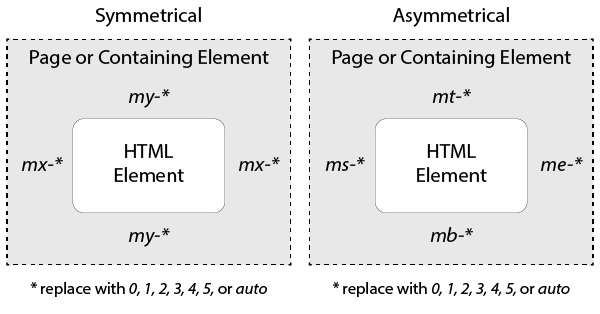 Symmetrical
Page or Containing Element
my-*
mx-*
HTML
Element
mx-*
my-*
* replace with 0, 1, 2, 3, 4, 5, or auto
Asymmetrical
Page or Containing Element
mt-*
ms-*
HTML
Element
me-*
mb-*
* replace with 0, 1, 2, 3, 4, 5, or auto